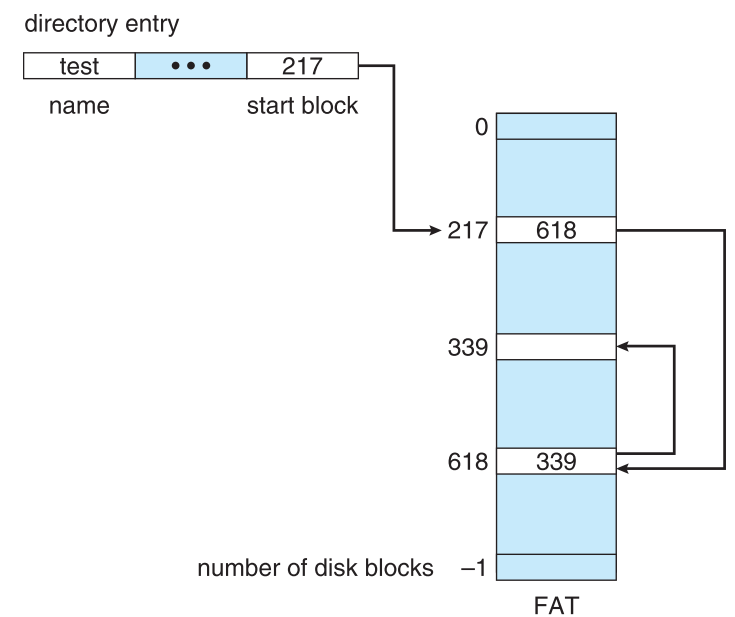 directory entry
test ••• 217
name start block
0
217 618
339
618 339
number of disk blocks –1
FAT